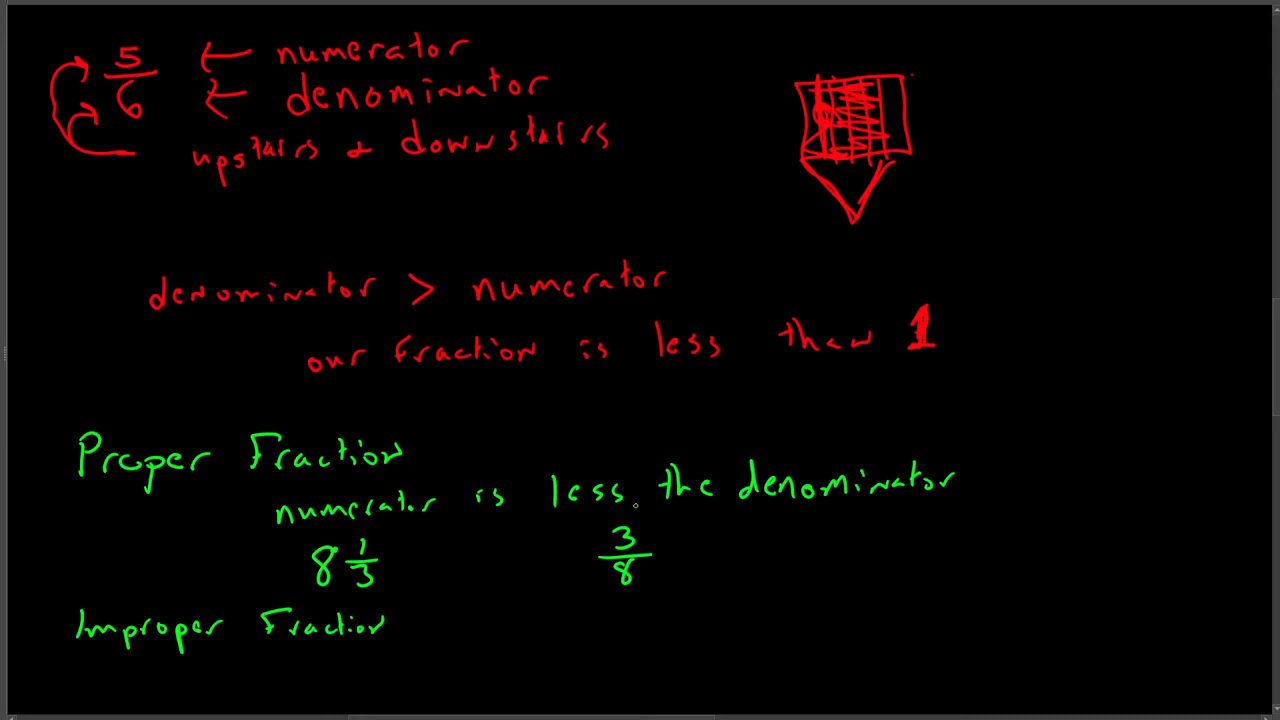 5/6 ← numerator
← denominator
upstairs & downstairs
denominator > numerator
our fraction is less then 1
Proper Fraction
numerator is less the denominator
8 1/3 3/8
Improper Fraction